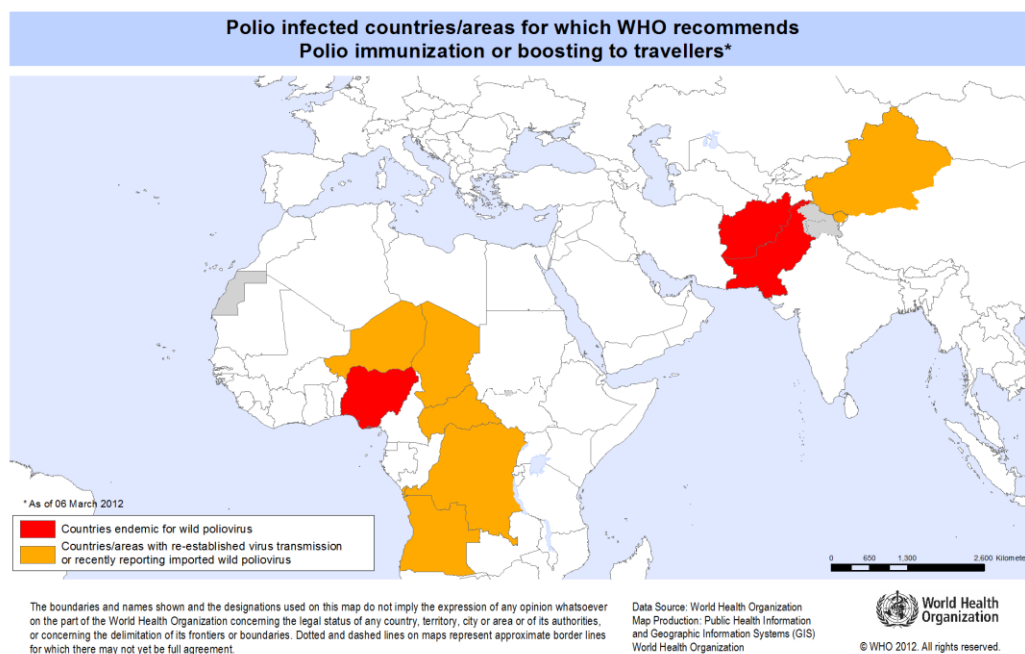 Polio infected countries/areas for which WHO recommends
Polio immunization or boosting to travellers*
* As of 06 March 2012
Countries endemic for wild poliovirus
Countries/areas with re-established virus transmission
or recently reporting imported wild poliovirus
0 650 1,300 2,600 Kilomete
The boundaries and names shown and the designations used on this map do not imply the expression of any opinion whatsoever
on the part of the World Health Organization concerning the legal status of any country, territory, city or area or of its authorities,
or concerning the delimitation of its frontiers or boundaries. Dotted and dashed lines on maps represent approximate border lines
for which there may not yet be full agreement.
Data Source: World Health Organization
Map Production: Public Health Information
and Geographic Information Systems (GIS)
World Health Organization
World Health
Organization
© WHO 2012. All rights reserved.